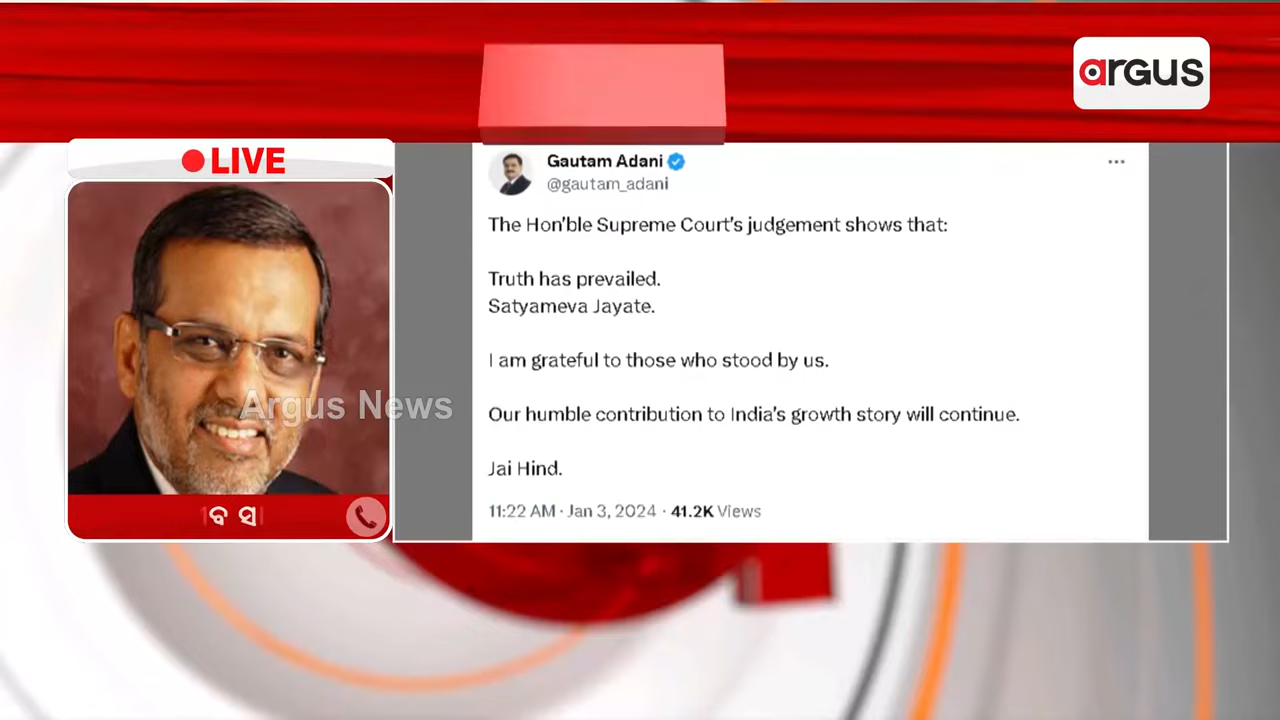 argus
LIVE
Gautam Adani
@gautam_adani
The Hon'ble Supreme Court's judgement shows that:
Truth has prevailed.
Satyameva Jayate.
I am grateful to those who stood by us.
Our humble contribution to India's growth story will continue.
Jai Hind.
11:22 AM · Jan 3, 2024 · 41.2K Views
Argus News